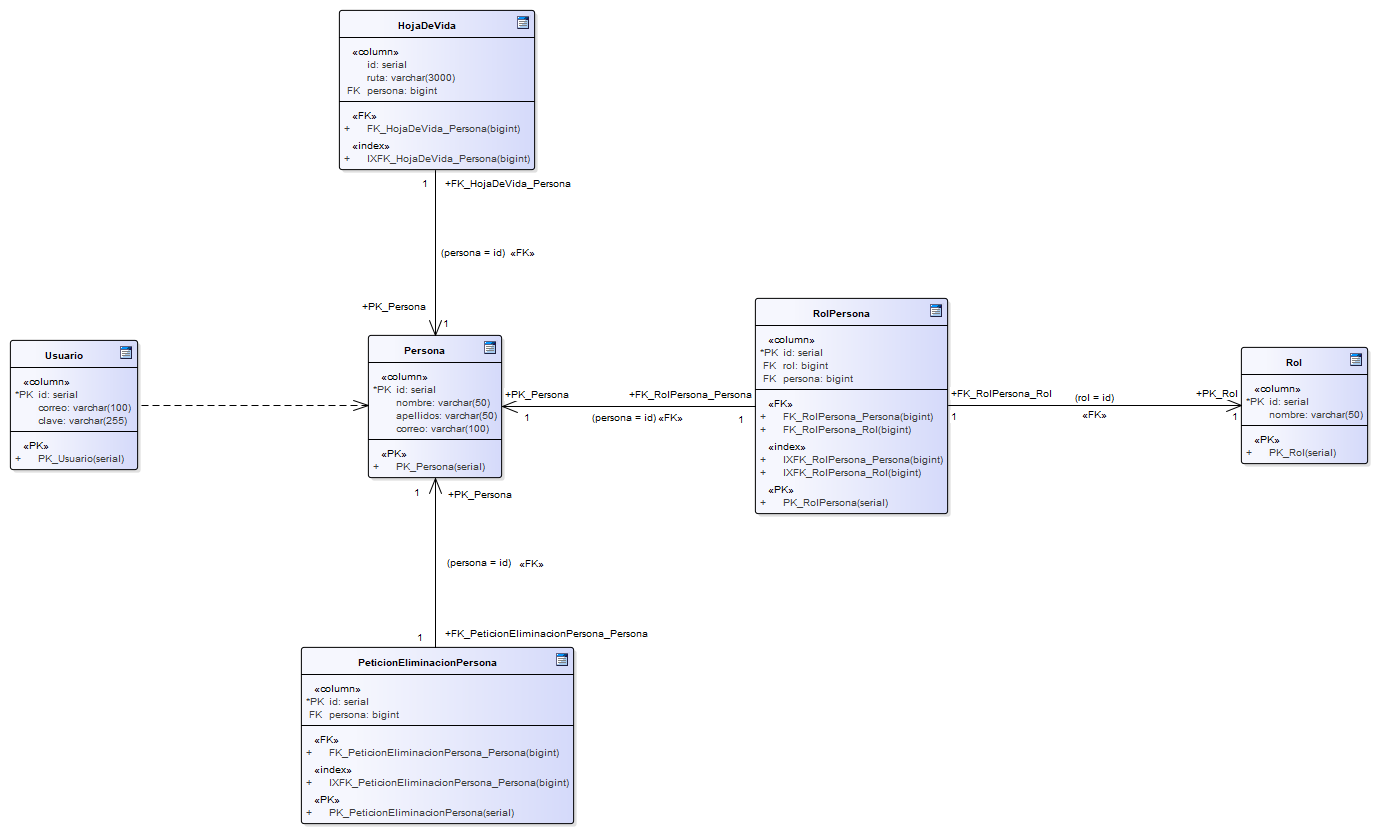 HojaDeVida
«column»
id: serial
ruta: varchar(3000)
FK persona: bigint
«FK»
+ FK_HojaDeVida_Persona(bigint)
«index»
+ IXFK_HojaDeVida_Persona(bigint)
1 +FK_HojaDeVida_Persona
(persona = id) «FK»
+PK_Persona
1
Usuario
«column»
*PK id: serial
correo: varchar(100)
clave: varchar(255)
«PK»
+ PK_Usuario(serial)
Persona
«column»
*PK id: serial
nombre: varchar(50)
apellidos: varchar(50)
correo: varchar(100)
«PK»
+ PK_Persona(serial)
+PK_Persona +FK_RolPersona_Persona
1 (persona = id) «FK» 1
RolPersona
«column»
*PK id: serial
FK rol: bigint
FK persona: bigint
«FK»
+ FK_RolPersona_Persona(bigint)
+ FK_RolPersona_Rol(bigint)
«index»
+ IXFK_RolPersona_Persona(bigint)
+ IXFK_RolPersona_Rol(bigint)
«PK»
+ PK_RolPersona(serial)
+FK_RolPersona_Rol (rol = id) +PK_Rol
1 «FK» 1
Rol
«column»
*PK id: serial
nombre: varchar(50)
«PK»
+ PK_Rol(serial)
1 +PK_Persona
(persona = id) «FK»
1 +FK_PeticionEliminacionPersona_Persona
PeticionEliminacionPersona
«column»
*PK id: serial
FK persona: bigint
«FK»
+ FK_PeticionEliminacionPersona_Persona(bigint)
«index»
+ IXFK_PeticionEliminacionPersona_Persona(bigint)
«PK»
+ PK_PeticionEliminacionPersona(serial)